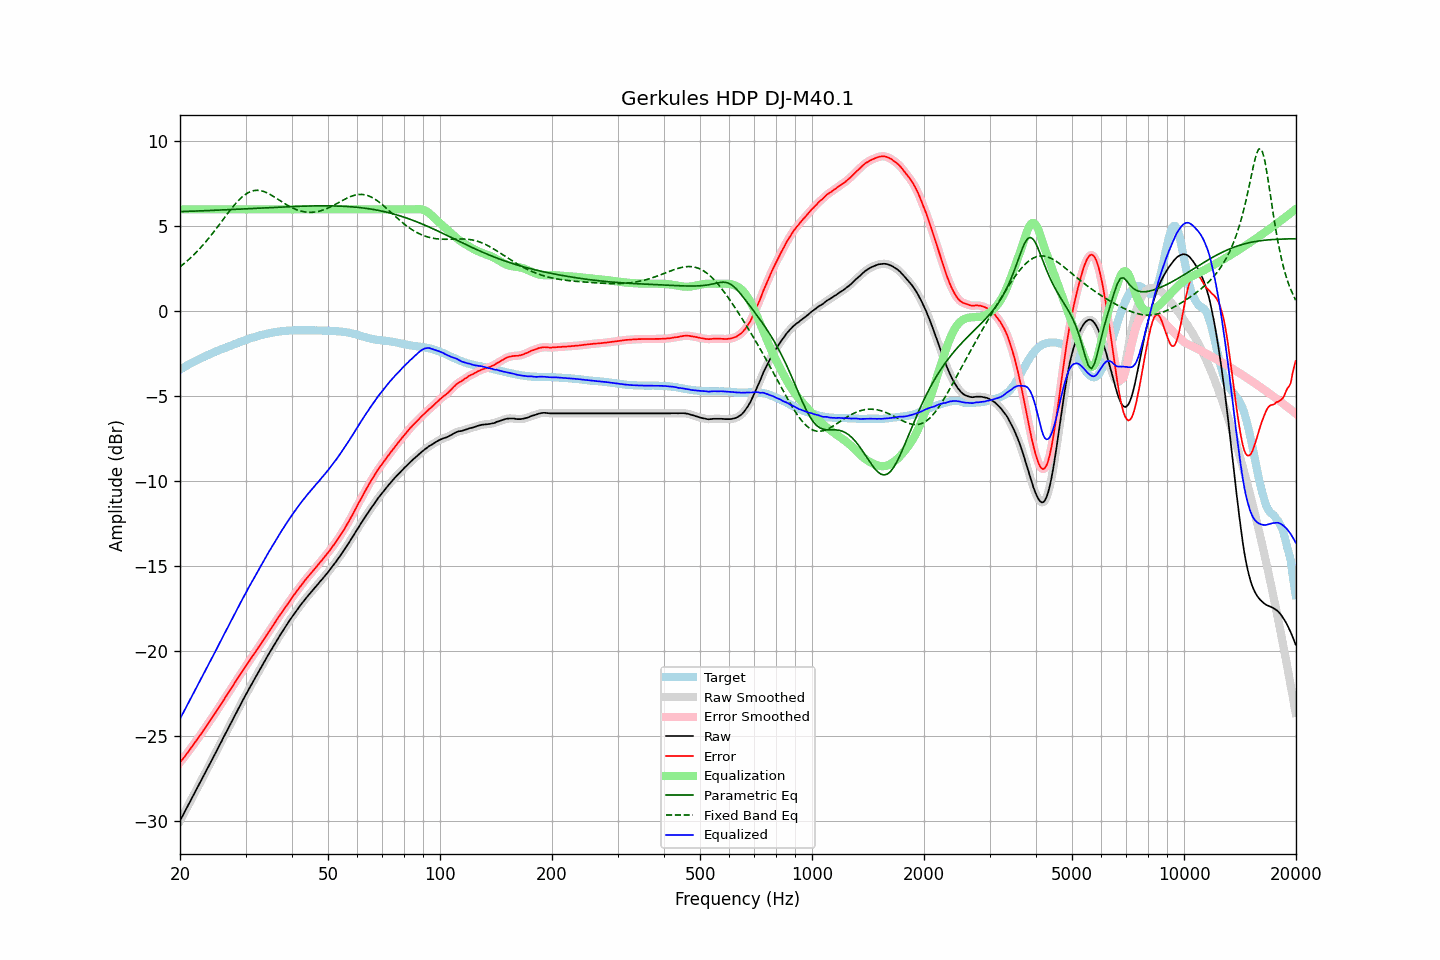 Gerkules HDP DJ-M40.1
10
5
0
−5
−10
−15
−20
−25
−30
Amplitude (dBr)
Target
Raw Smoothed
Error Smoothed
Raw
Error
Equalization
Parametric Eq
Fixed Band Eq
Equalized
20
50
100
200
500
1000
2000
5000
10000
20000
Frequency (Hz)